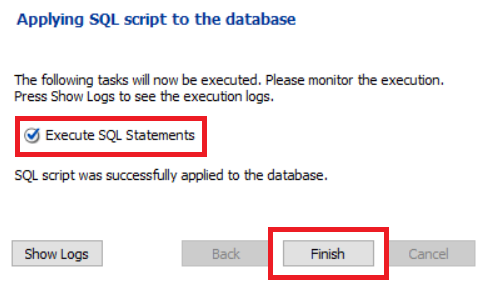 Applying SQL script to the database
The following tasks will now be executed. Please monitor the execution.
Press Show Logs to see the execution logs.
Execute SQL Statements
SQL script was successfully applied to the database.
Show Logs
Back
Finish
Cancel